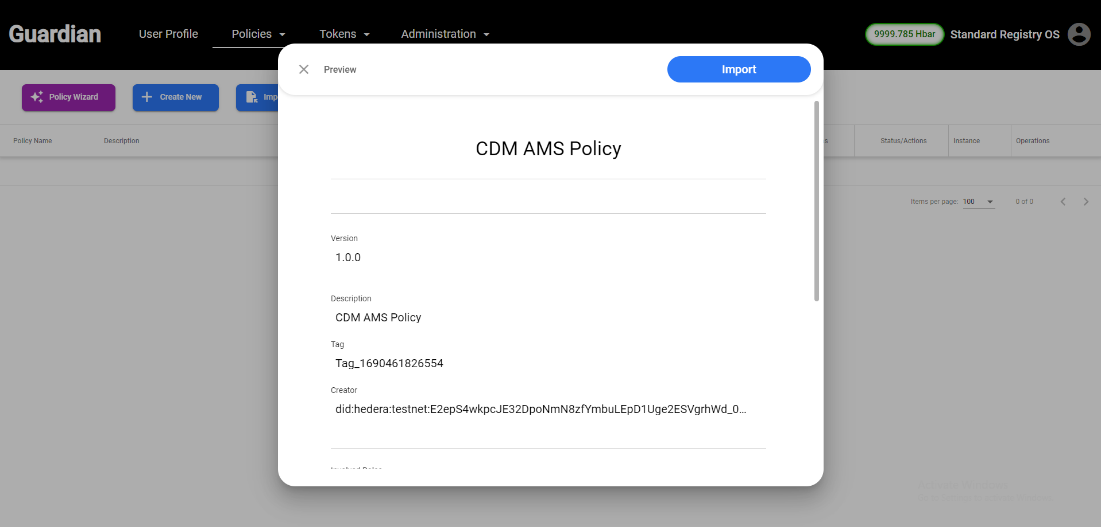 Guardian
User Profile
Policies
Tokens
Administration
9999.785 Hbar
Standard Registry OS
Preview
Import
Policy Wizard
Create New
Policy Name
Description
Status/Actions
Instance
Operations
CDM AMS Policy
Items per page:
100
0 of 0
Version
1.0.0
Description
CDM AMS Policy
Tag
Tag_1690461826554
Creator
did:hedera:testnet:E2epS4wkpcJE32DpoNmN8zfYmbuLEpD1Uge2ESVgrhWd_0...